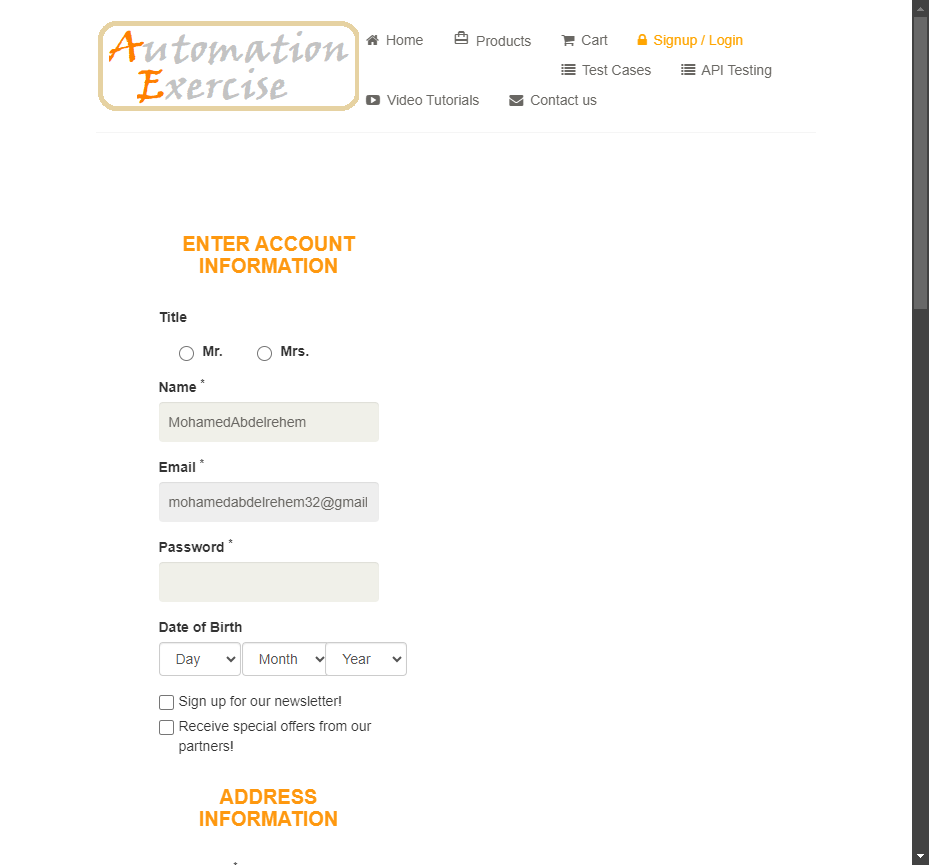 Automation
Exercise
Home
Products
Cart
Signup / Login
Test Cases
API Testing
Video Tutorials
Contact us
ENTER ACCOUNT
INFORMATION
Title
Mr.
Mrs.
Name *
MohamedAbdelrehem
Email *
mohamedabdelrehem32@gmail
Password *
Date of Birth
Day
Month
Year
Sign up for our newsletter!
Receive special offers from our
partners!
ADDRESS
INFORMATION
*